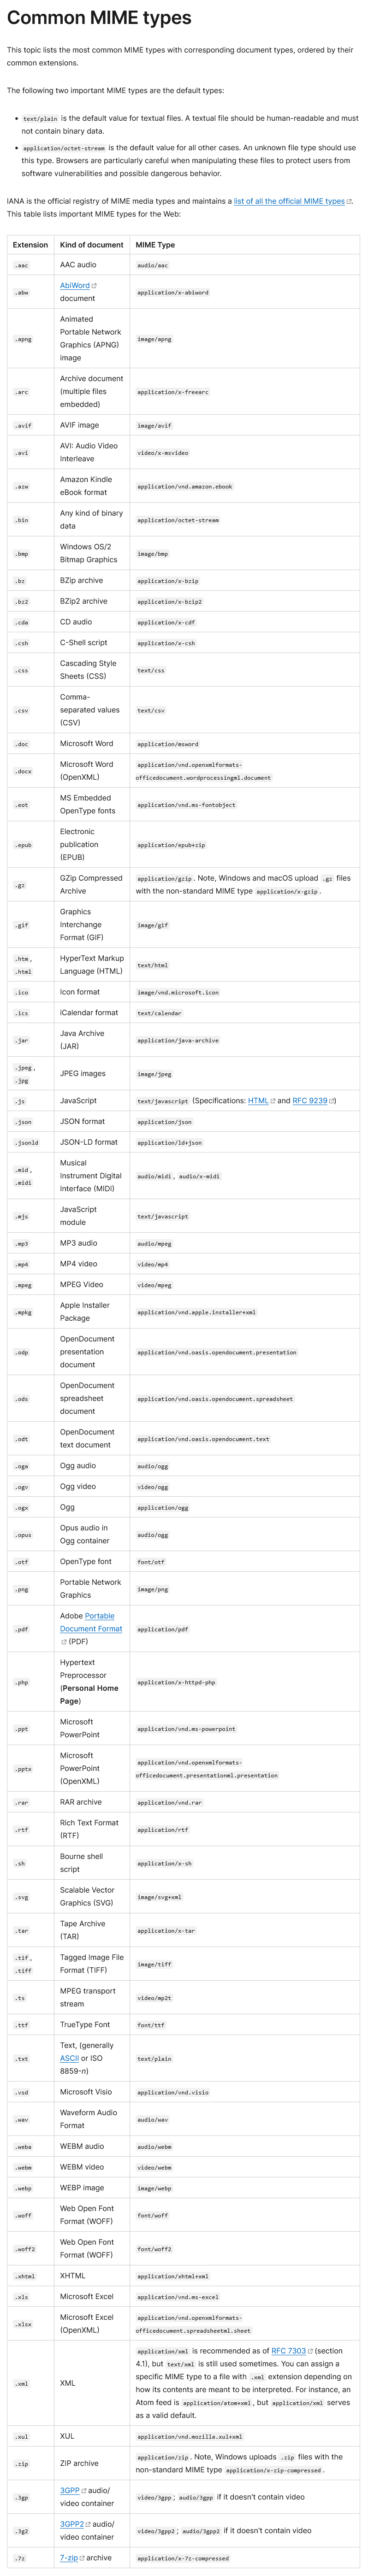 Common MIME types
This topic lists the most common MIME types with corresponding document types, ordered by their
common extensions.
The following two important MIME types are the default types:
• text/plain is the default value for textual files. A textual file should be human-readable and must
not contain binary data.
• application/octet-stream is the default value for all other cases. An unknown file type should use
this type. Browsers are particularly careful when manipulating these files to protect users from
software vulnerabilities and possible dangerous behavior.
IANA is the official registry of MIME media types and maintains a list of all the official MIME types.
This table lists important MIME types for the Web:
Extension Kind of document MIME Type
.aac AAC audio audio/aac
.abw AbiWord
document application/x-abiword
.apng Animated
Portable Network
Graphics (APNG)
image image/apng
.arc Archive document
(multiple files
embedded) application/x-freearc
.avif AVIF image image/avif
.avi AVI: Audio Video
Interleave video/x-msvideo
.azw Amazon Kindle
eBook format application/vnd.amazon.ebook
.bin Any kind of binary
data application/octet-stream
.bmp Windows OS/2
Bitmap Graphics image/bmp
.bz BZip archive application/x-bzip
.bz2 BZip2 archive application/x-bzip2
.cda CD audio application/x-cdf
.csh C-Shell script application/x-csh
.css Cascading Style
Sheets (CSS) text/css
.csv Comma-
separated values
(CSV) text/csv
.doc Microsoft Word application/msword
.docx Microsoft Word
(OpenXML) application/vnd.openxmlformats-
officedocument.wordprocessingml.document
.eot MS Embedded
OpenType fonts application/vnd.ms-fontobject
.epub Electronic
publication
(EPUB) application/epub+zip
.gz GZip Compressed
Archive application/gzip. Note, Windows and macOS upload .gz files
with the non-standard MIME type application/x-gzip.
.gif Graphics
Interchange
Format (GIF) image/gif
.htm,
.html HyperText Markup
Language (HTML) text/html
.ico Icon format image/vnd.microsoft.icon
.ics iCalendar format text/calendar
.jar Java Archive
(JAR) application/java-archive
.jpeg,
.jpg JPEG images image/jpeg
.js JavaScript text/javascript (Specifications: HTML and RFC 9239)
.json JSON format application/json
.jsonld JSON-LD format application/ld+json
.mid,
.midi Musical
Instrument Digital
Interface (MIDI) audio/midi, audio/x-midi
.mjs JavaScript
module text/javascript
.mp3 MP3 audio audio/mpeg
.mp4 MP4 video video/mp4
.mpeg MPEG Video video/mpeg
.mpkg Apple Installer
Package application/vnd.apple.installer+xml
.odp OpenDocument
presentation
document application/vnd.oasis.opendocument.presentation
.ods OpenDocument
spreadsheet
document application/vnd.oasis.opendocument.spreadsheet
.odt OpenDocument
text document application/vnd.oasis.opendocument.text
.oga Ogg audio audio/ogg
.ogv Ogg video video/ogg
.ogx Ogg application/ogg
.opus Opus audio in
Ogg container audio/ogg
.otf OpenType font font/otf
.png Portable Network
Graphics image/png
.pdf Adobe Portable
Document Format
(PDF) application/pdf
.php Hypertext
Preprocessor
(Personal Home
Page) application/x-httpd-php
.ppt Microsoft
PowerPoint application/vnd.ms-powerpoint
.pptx Microsoft
PowerPoint
(OpenXML) application/vnd.openxmlformats-
officedocument.presentationml.presentation
.rar RAR archive application/vnd.rar
.rtf Rich Text Format
(RTF) application/rtf
.sh Bourne shell
script application/x-sh
.svg Scalable Vector
Graphics (SVG) image/svg+xml
.tar Tape Archive
(TAR) application/x-tar
.tif,
.tiff Tagged Image File
Format (TIFF) image/tiff
.ts MPEG transport
stream video/mp2t
.ttf TrueType Font font/ttf
.txt Text, (generally
ASCII or ISO
8859-n) text/plain
.vsd Microsoft Visio application/vnd.visio
.wav Waveform Audio
Format audio/wav
.weba WEBM audio audio/webm
.webm WEBM video video/webm
.webp WEBP image image/webp
.woff Web Open Font
Format (WOFF) font/woff
.woff2 Web Open Font
Format (WOFF) font/woff2
.xhtml XHTML application/xhtml+xml
.xls Microsoft Excel application/vnd.ms-excel
.xlsx Microsoft Excel
(OpenXML) application/vnd.openxmlformats-
officedocument.spreadsheetml.sheet
.xml XML application/xml is recommended as of RFC 7303 (section
4.1), but text/xml is still used sometimes. You can assign a
specific MIME type to a file with .xml extension depending on
how its contents are meant to be interpreted. For instance, an
Atom feed is application/atom+xml, but application/xml serves
as a valid default.
.xul XUL application/vnd.mozilla.xul+xml
.zip ZIP archive application/zip. Note, Windows uploads .zip files with the
non-standard MIME type application/x-zip-compressed.
.3gp 3GPP audio/
video container video/3gpp; audio/3gpp if it doesn't contain video
.3g2 3GPP2 audio/
video container video/3gpp2; audio/3gpp2 if it doesn't contain video
.7z 7-zip archive application/x-7z-compressed